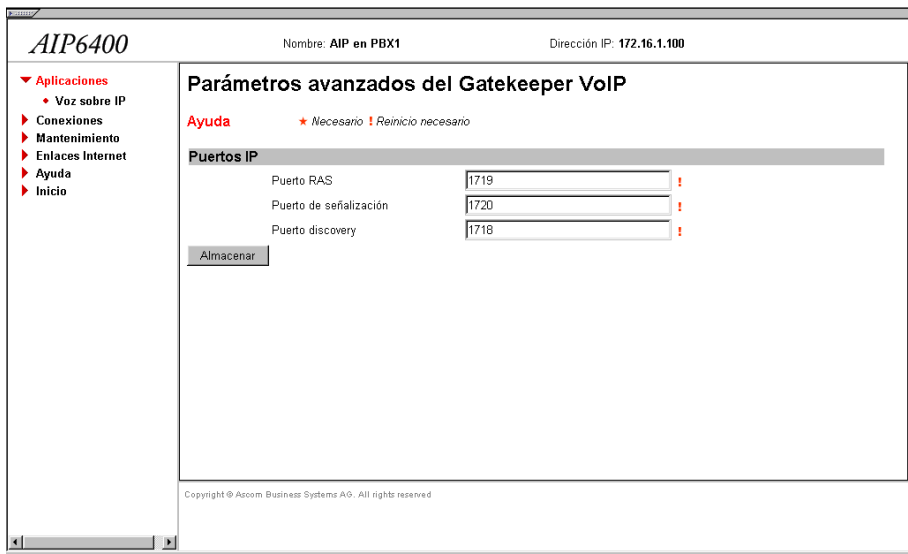 AIP6400
Nombre: AIP en PBX1
Dirección IP: 172.16.1.100
Aplicaciones
Voz sobre IP
Conexiones
Mantenimiento
Enlaces Internet
Ayuda
Inicio
Parámetros avanzados del Gatekeeper VoIP
Ayuda ★ Necesario ! Reinicio necesario
Puertos IP
Puerto RAS 1719 !
Puerto de señalización 1720 !
Puerto discovery 1718 !
Almacenar
Copyright © Ascom Business Systems AG. All rights reserved